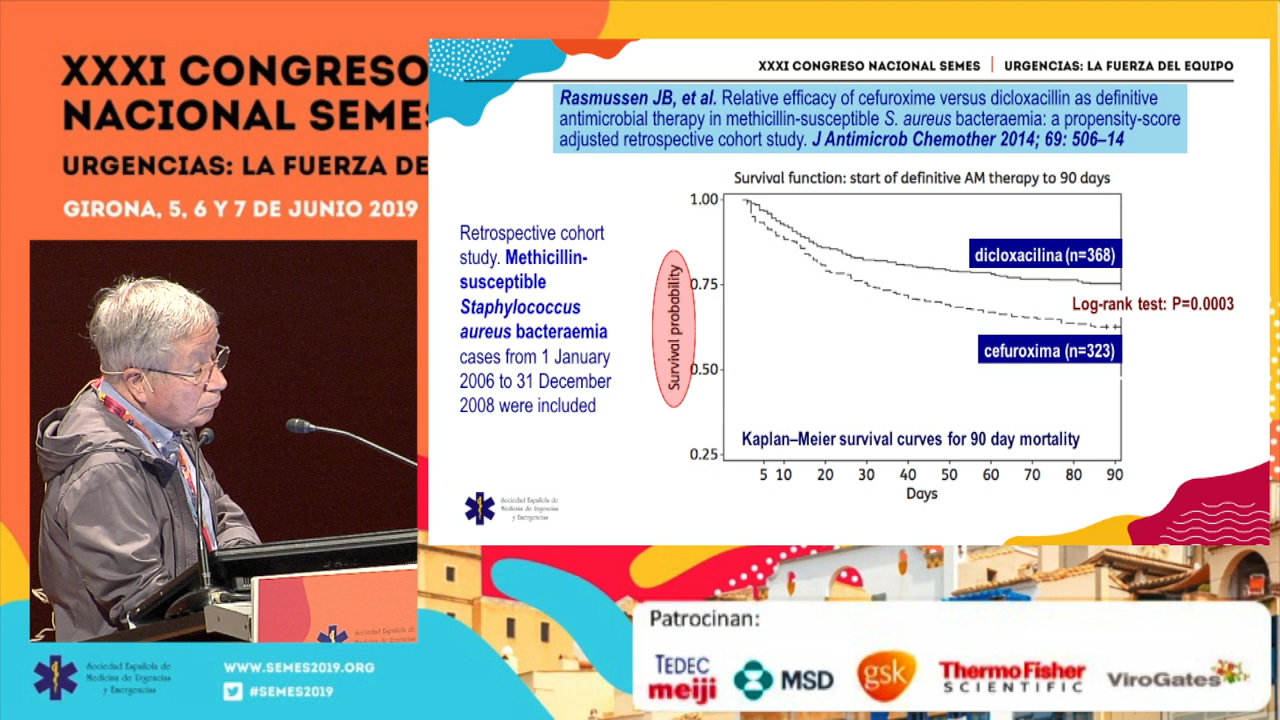 XXXI CONGRESO
NACIONAL SEMES
URGENCIAS: LA FUERZA DE
GIRONA, 5, 6 Y 7 DE JUNIO 2019
XXXI CONGRESO NACIONAL SEMES | URGENCIAS: LA FUERZA DEL EQUIPO
Rasmussen JB, et al. Relative efficacy of cefuroxime versus dicloxacillin as definitive
antimicrobial therapy in methicillin-susceptible S. aureus bacteraemia: a propensity-score
adjusted retrospective cohort study. J Antimicrob Chemother 2014; 69: 506–14
Retrospective cohort
study. Methicillin-
susceptible
Staphylococcus
aureus bacteraemia
cases from 1 January
2006 to 31 December
2008 were included
Survival function: start of definitive AM therapy to 90 days
Survival probability
1.00
0.75
0.50
0.25
dicloxacilina (n=368)
Log-rank test: P=0.0003
cefuroxima (n=323)
Kaplan–Meier survival curves for 90 day mortality
5 10 20 30 40 50 60 70 80 90
Days
Sociedad Española de
Medicina de Urgencias
y Emergencias
Sociedad Española de
Medicina de Urgencias
Sociedad Española de
Medicina de Urgencias
y Emergencias
WWW.SEMES2019.ORG
#SEMES2019
Patrocinan:
TEDEC
meiji
MSD
gsk
ThermoFisher
SCIENTIFIC
ViroGates